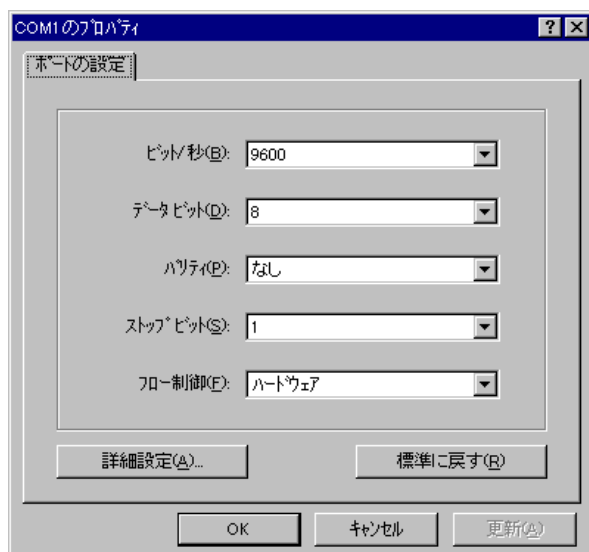 COM1のﾌﾟﾛﾊﾟﾃｨ
ﾎﾟｰﾄの設定
ﾋﾞｯﾄ/秒(B): 9600
ﾃﾞｰﾀ ﾋﾞｯﾄ(D): 8
ﾊﾟﾘﾃｨ(P): なし
ｽﾄｯﾌﾟ ﾋﾞｯﾄ(S): 1
ﾌﾛｰ制御(F): ﾊｰﾄﾞｳｪｱ
詳細設定(A)... 標準に戻す(R)
OK ｷｬﾝｾﾙ 更新(A)